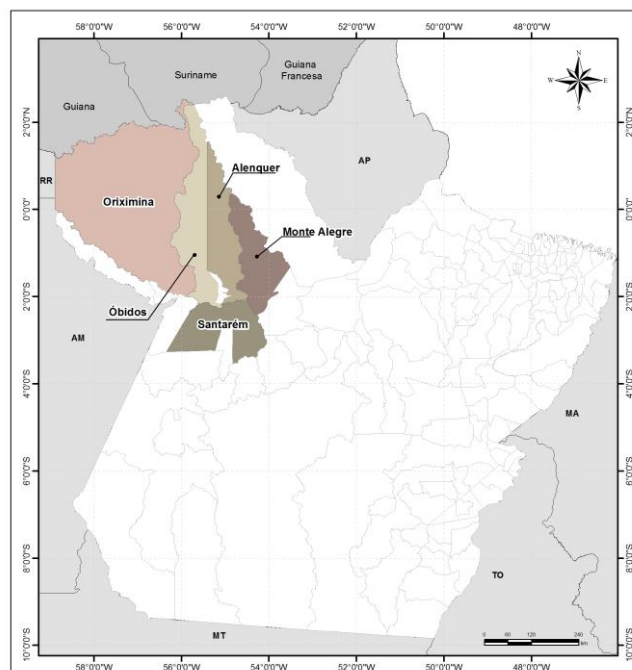 58°0'0"W 56°0'0"W 54°0'0"W 52°0'0"W 50°0'0"W 48°0'0"W
Guiana
Francesa
Suriname
Guiana
N
W E
S
2°0'0"N 2°0'0"N
RR
AP
Alenquer
Oriximina
0°0'0" 0°0'0"
Monte Alegre
2°0'0"S 2°0'0"S
Óbidos
Santarém
AM
4°0'0"S 4°0'0"S
MA
6°0'0"S 6°0'0"S
8°0'0"S 8°0'0"S
TO
MT
0 60 120 240
10°0'0"S 10°0'0"S
58°0'0"W 56°0'0"W 54°0'0"W 52°0'0"W 50°0'0"W 48°0'0"W